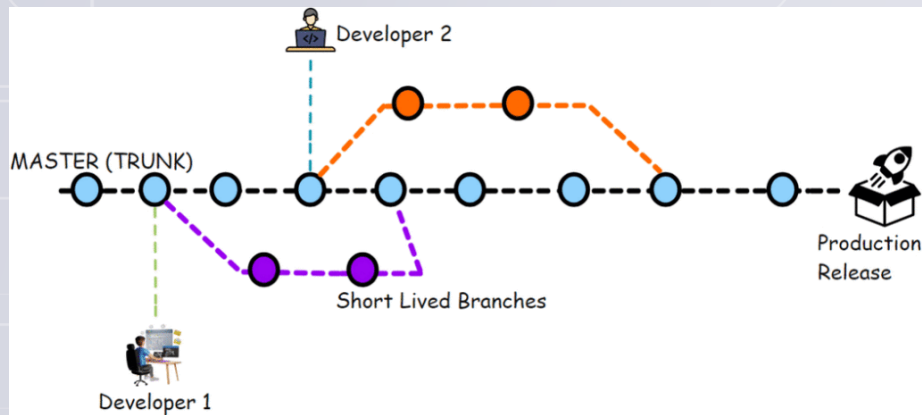 Developer 2
MASTER (TRUNK)
Production
Release
Short Lived Branches
Developer 1